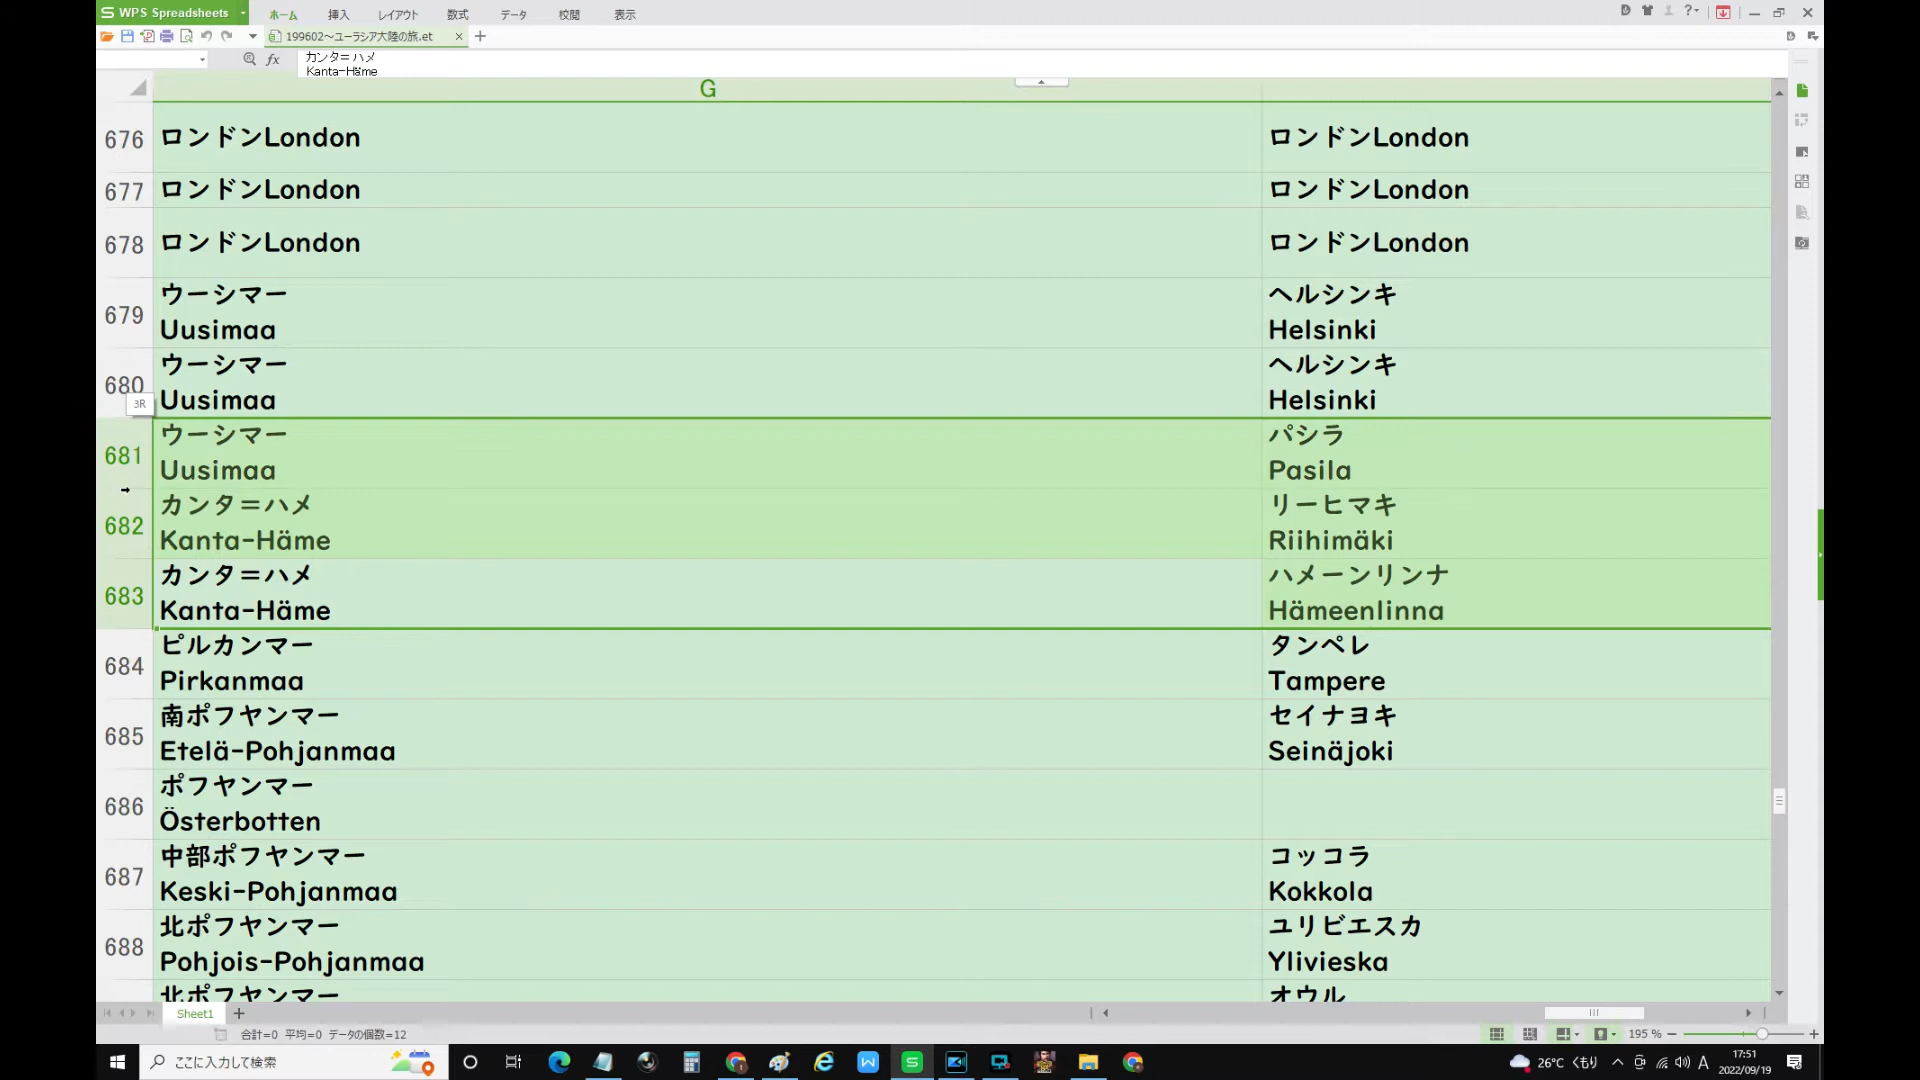 WPS Spreadsheets
ホーム 挿入 レイアウト 数式 データ 校閲 表示
199602～ユーラシア大陸の旅.et
fx カンタ＝ハメ
Kanta-Häme
G
676 ロンドンLondon ロンドンLondon
677 ロンドンLondon ロンドンLondon
678 ロンドンLondon ロンドンLondon
679 ウーシマー ヘルシンキ
Uusimaa Helsinki
680 ウーシマー ヘルシンキ
Uusimaa Helsinki
3R
681 ウーシマー パシラ
Uusimaa Pasila
682 カンタ＝ハメ リーヒマキ
Kanta-Häme Riihimäki
683 カンタ＝ハメ ハメーンリンナ
Kanta-Häme Hämeenlinna
684 ピルカンマー タンペレ
Pirkanmaa Tampere
685 南ポフヤンマー セイナヨキ
Etelä-Pohjanmaa Seinäjoki
686 ポフヤンマー
Österbotten
687 中部ポフヤンマー コッコラ
Keski-Pohjanmaa Kokkola
688 北ポフヤンマー ユリビエスカ
Pohjois-Pohjanmaa Ylivieska
北ポフヤンマー オウル
Sheet1
合計=0 平均=0 データの個数=12
195 %
ここに入力して検索
26°C くもり
A
17:51
2022/09/19